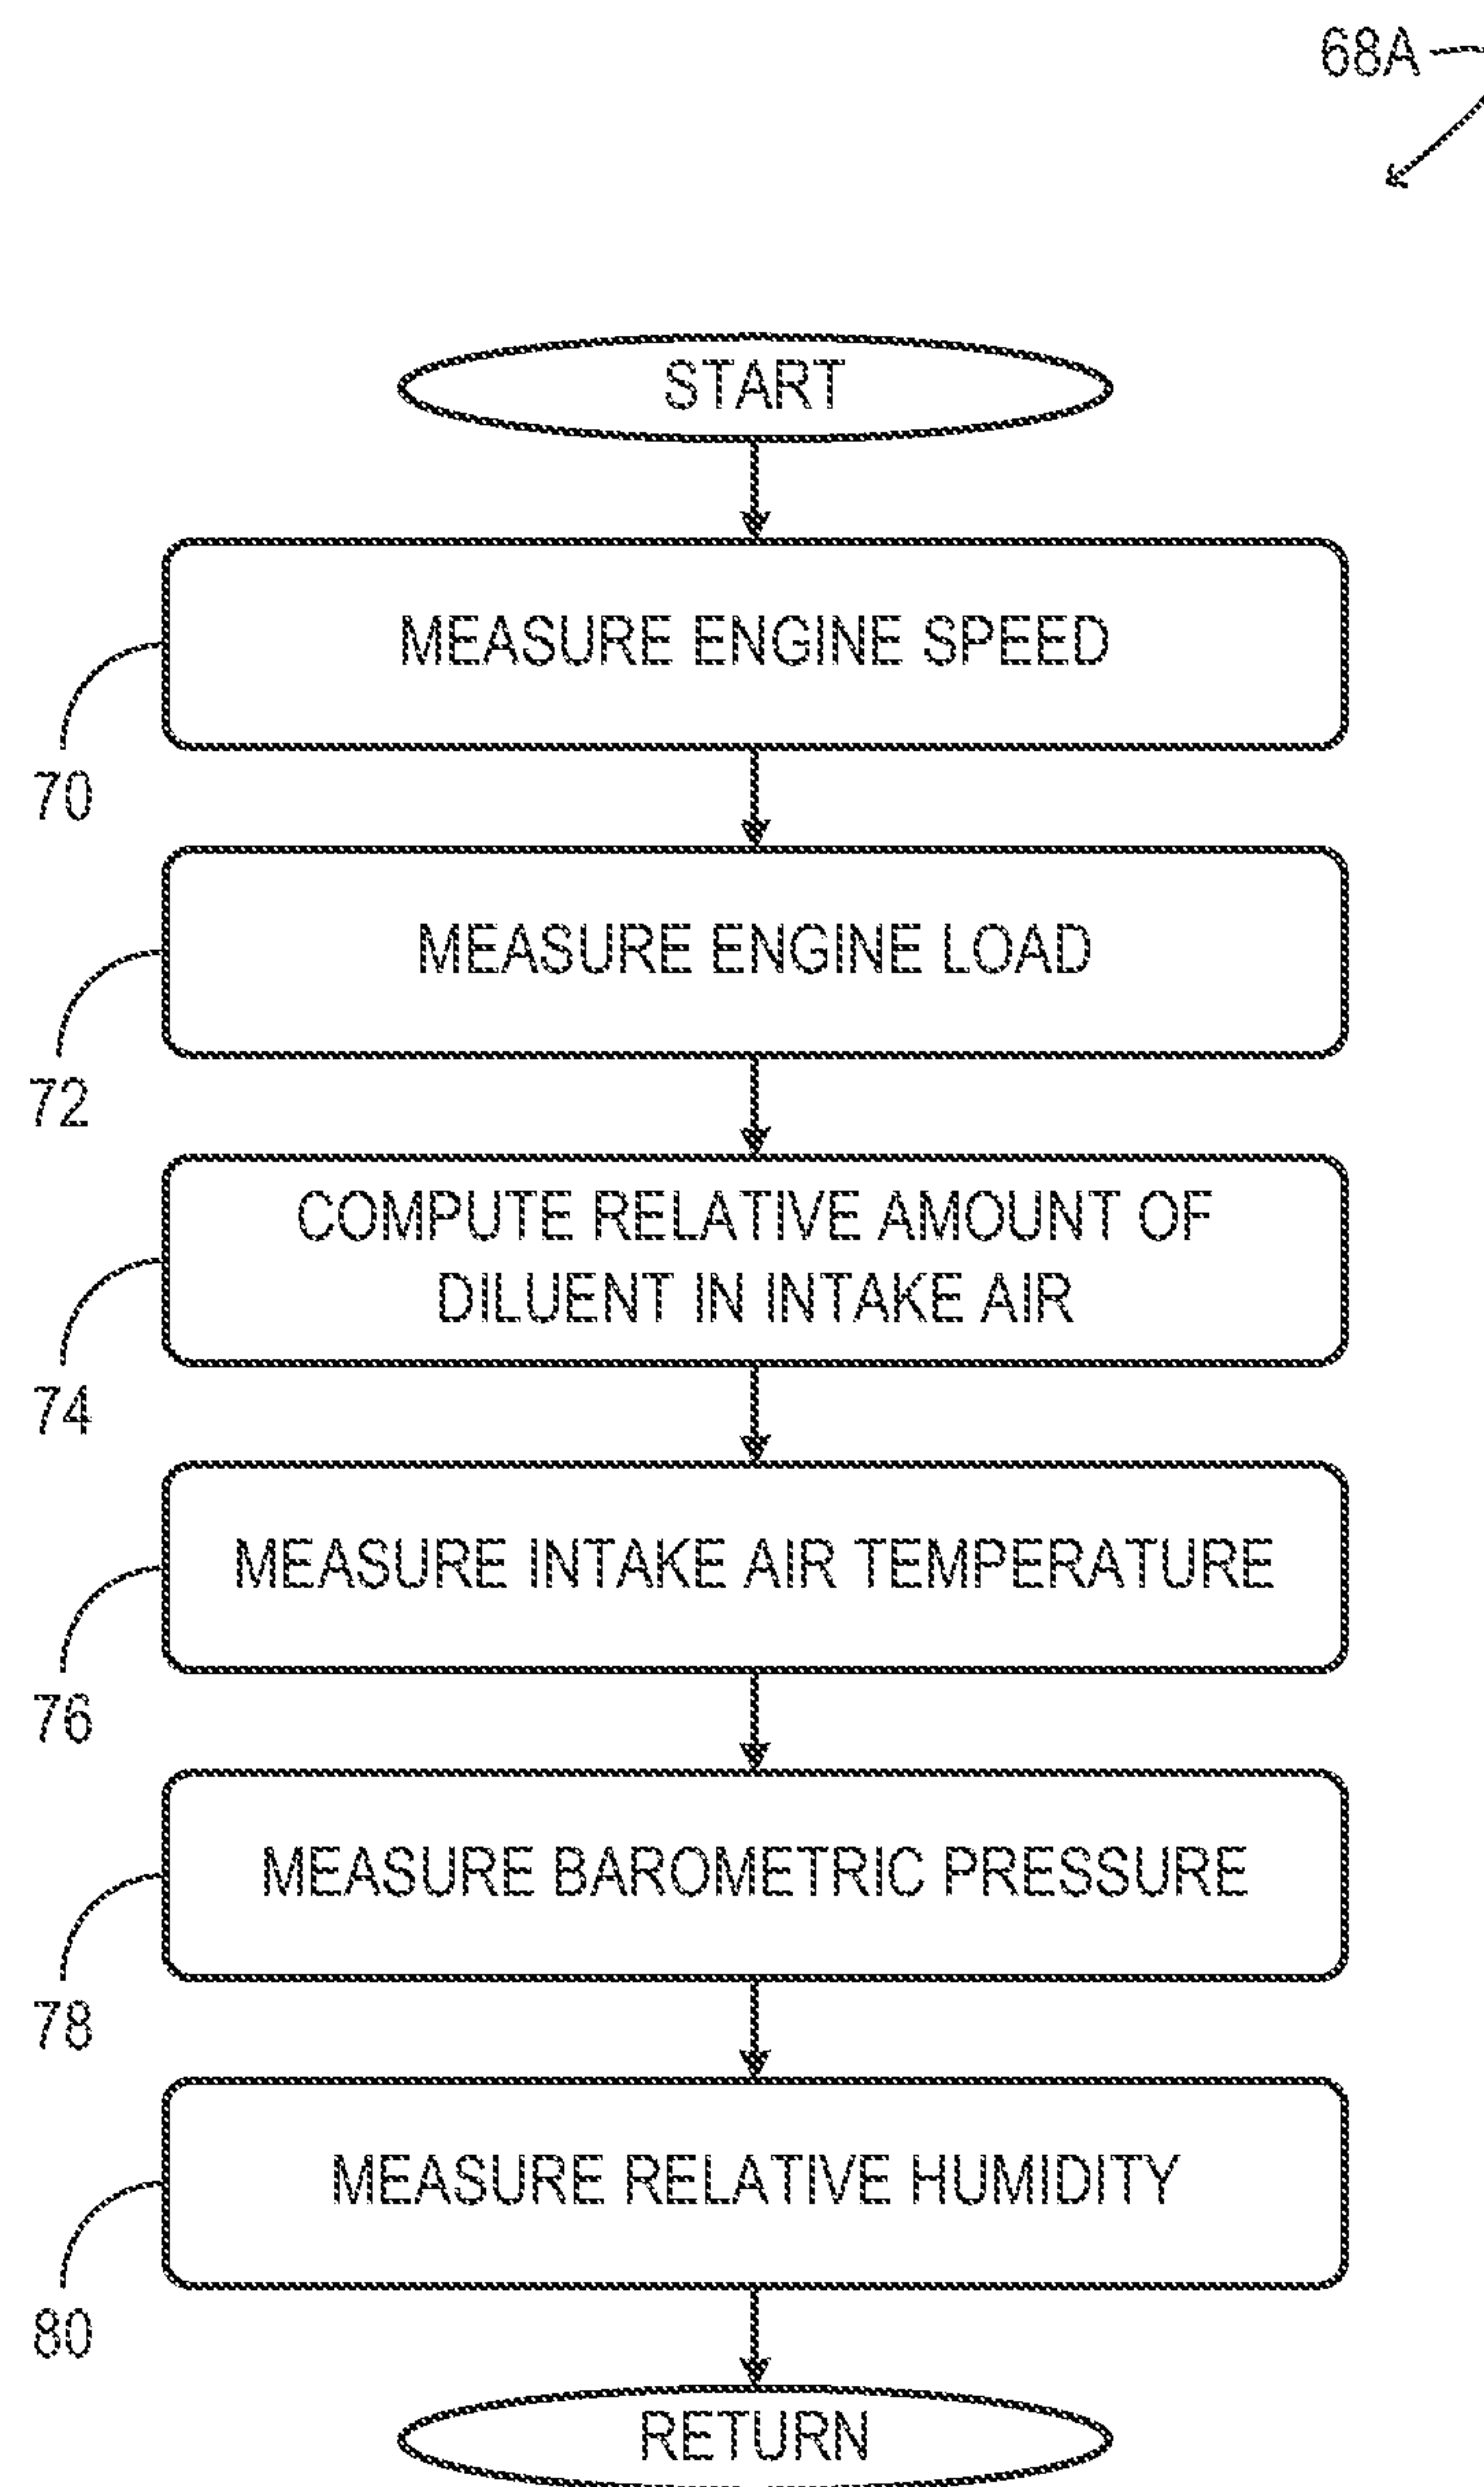 68A
START
MEASURE ENGINE SPEED
70
MEASURE ENGINE LOAD
72
COMPUTE RELATIVE AMOUNT OF
DILUENT IN INTAKE AIR
74
MEASURE INTAKE AIR TEMPERATURE
76
MEASURE BAROMETRIC PRESSURE
78
MEASURE RELATIVE HUMIDITY
80
RETURN